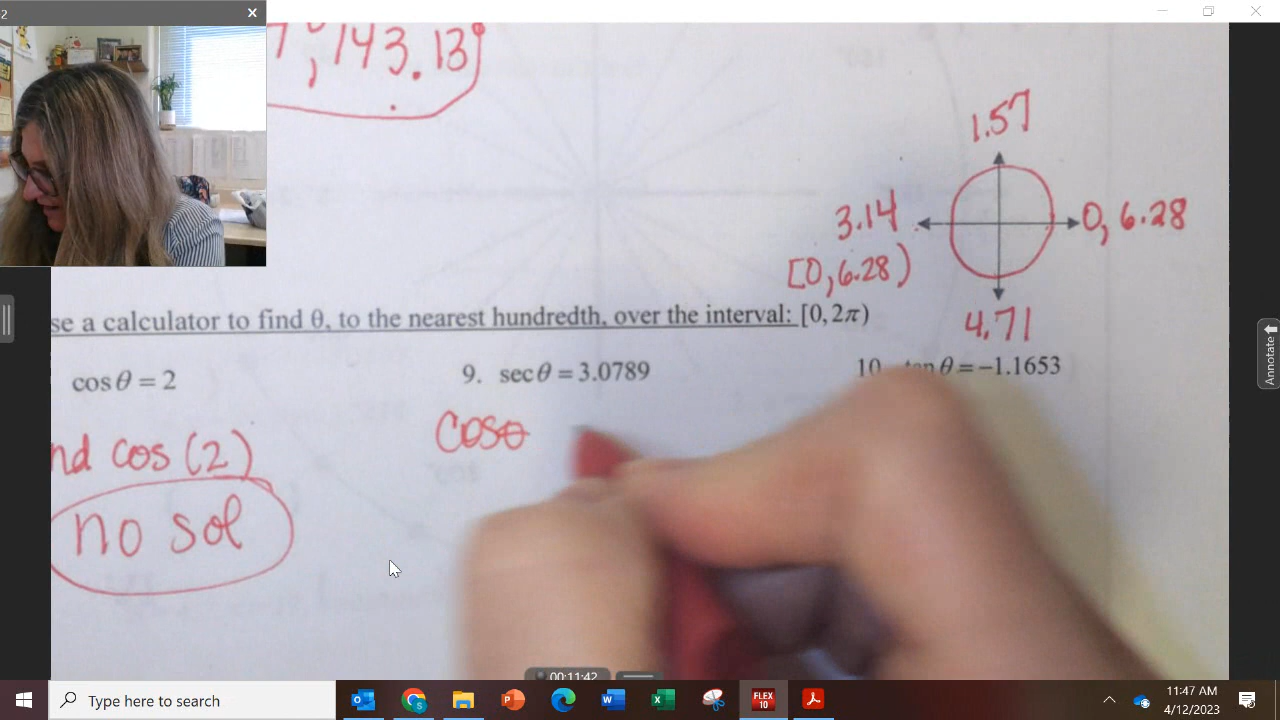 2
143.13°
1.57
3.14
0, 6.28
[0, 6.28)
4.71
se a calculator to find θ, to the nearest hundredth, over the interval: [0, 2π)
cos θ = 2
9. sec θ = 3.0789
10. tan θ = −1.1653
nd cos (2)
cosθ
no sol
Annotate
00:11:42
Type here to search
FLEX
10
11:47 AM
4/12/2023